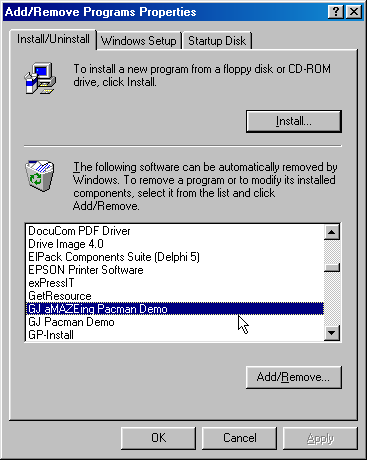 Add/Remove Programs Properties
Install/Uninstall
Windows Setup
Startup Disk
To install a new program from a floppy disk or CD-ROM
drive, click Install.
Install...
The following software can be automatically removed by
Windows. To remove a program or to modify its installed
components, select it from the list and click
Add/Remove.
DocuCom PDF Driver
Drive Image 4.0
EIPack Components Suite (Delphi 5)
EPSON Printer Software
exPressIT
GetResource
GJ aMAZEing Pacman Demo
GJ Pacman Demo
GP-Install
Add/Remove...
OK
Cancel
Apply